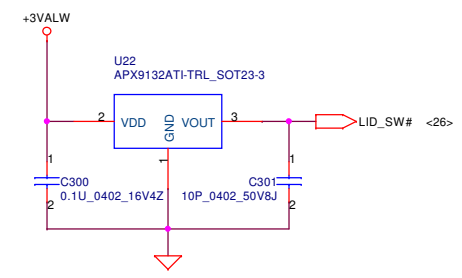 +3VALW
U22
APX9132ATI-TRL_SOT23-3
2 VDD GND VOUT 3
LID_SW# <26>
1
1 1
C300 C301
0.1U_0402_16V4Z 10P_0402_50V8J
2 2